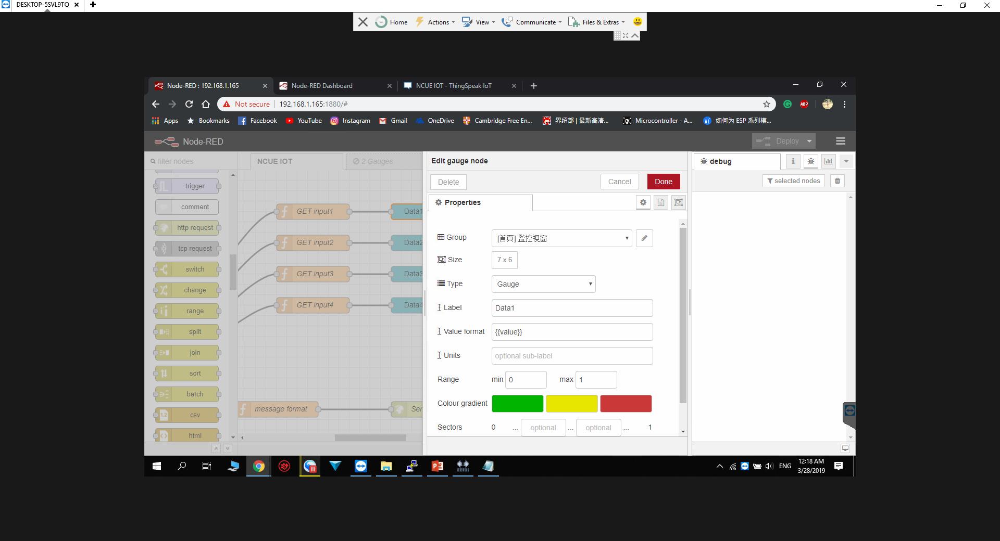 DESKTOP-5SVL9TQ
Home
Actions
View
Communicate
Files & Extras
Node-RED : 192.168.1.165
Node-RED Dashboard
NCUE IOT - ThingSpeak IoT
Not secure
192.168.1.165:1880/#
Apps
Bookmarks
Facebook
YouTube
Instagram
Gmail
OneDrive
Cambridge Free En...
界紹部 | 最新高清...
Microcontroller - A...
如何为 ESP 系列模...
ABP
Node-RED
Deploy
filter nodes
NCUE IOT
2 Gauges
Edit gauge node
debug
Delete
Cancel
Done
selected nodes
Properties
trigger
comment
http request
tcp request
switch
change
range
split
join
sort
batch
csv
html
GET input1
Data1
GET input2
Data2
GET input3
Data3
GET input4
Data4
message format
Ser
Group
[首頁] 監控視窗
Size
7 x 6
Type
Gauge
Label
Data1
Value format
{{value}}
Units
optional sub-label
Range
min 0
max 1
Colour gradient
Sectors
0 ... optional ... optional ... 1
ENG
12:18 AM
3/28/2019